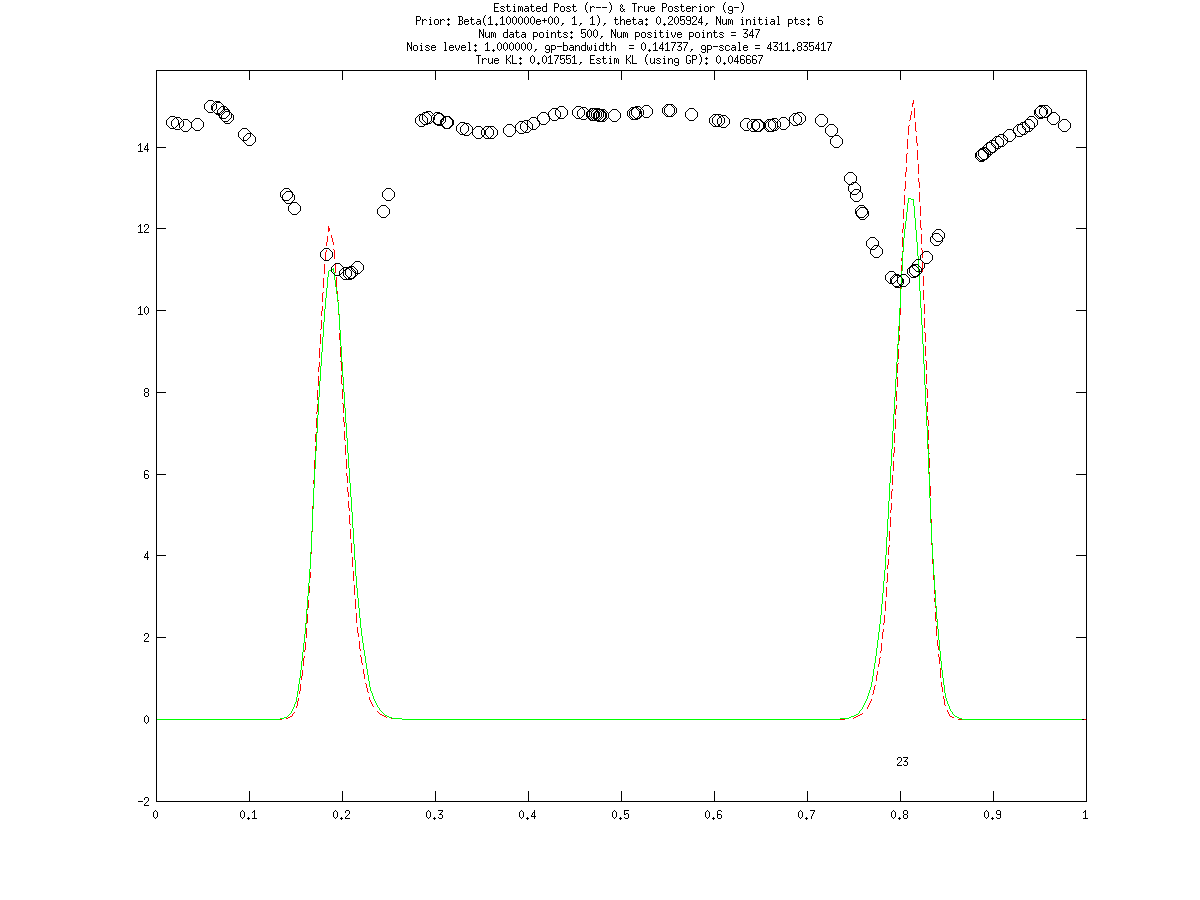 Estimated Post (r--) & True Posterior (g-)
Prior: Beta(1.100000e+00, 1, 1), theta: 0.205924, Num initial pts: 6
Num data points: 500, Num positive points = 347
Noise level: 1.000000, gp-bandwidth  = 0.141737, gp-scale = 4311.835417
True KL: 0.017551, Estim KL (using GP): 0.046667
14
12
10
8
6
4
2
0
23
-2
0 0.1 0.2 0.3 0.4 0.5 0.6 0.7 0.8 0.9 1